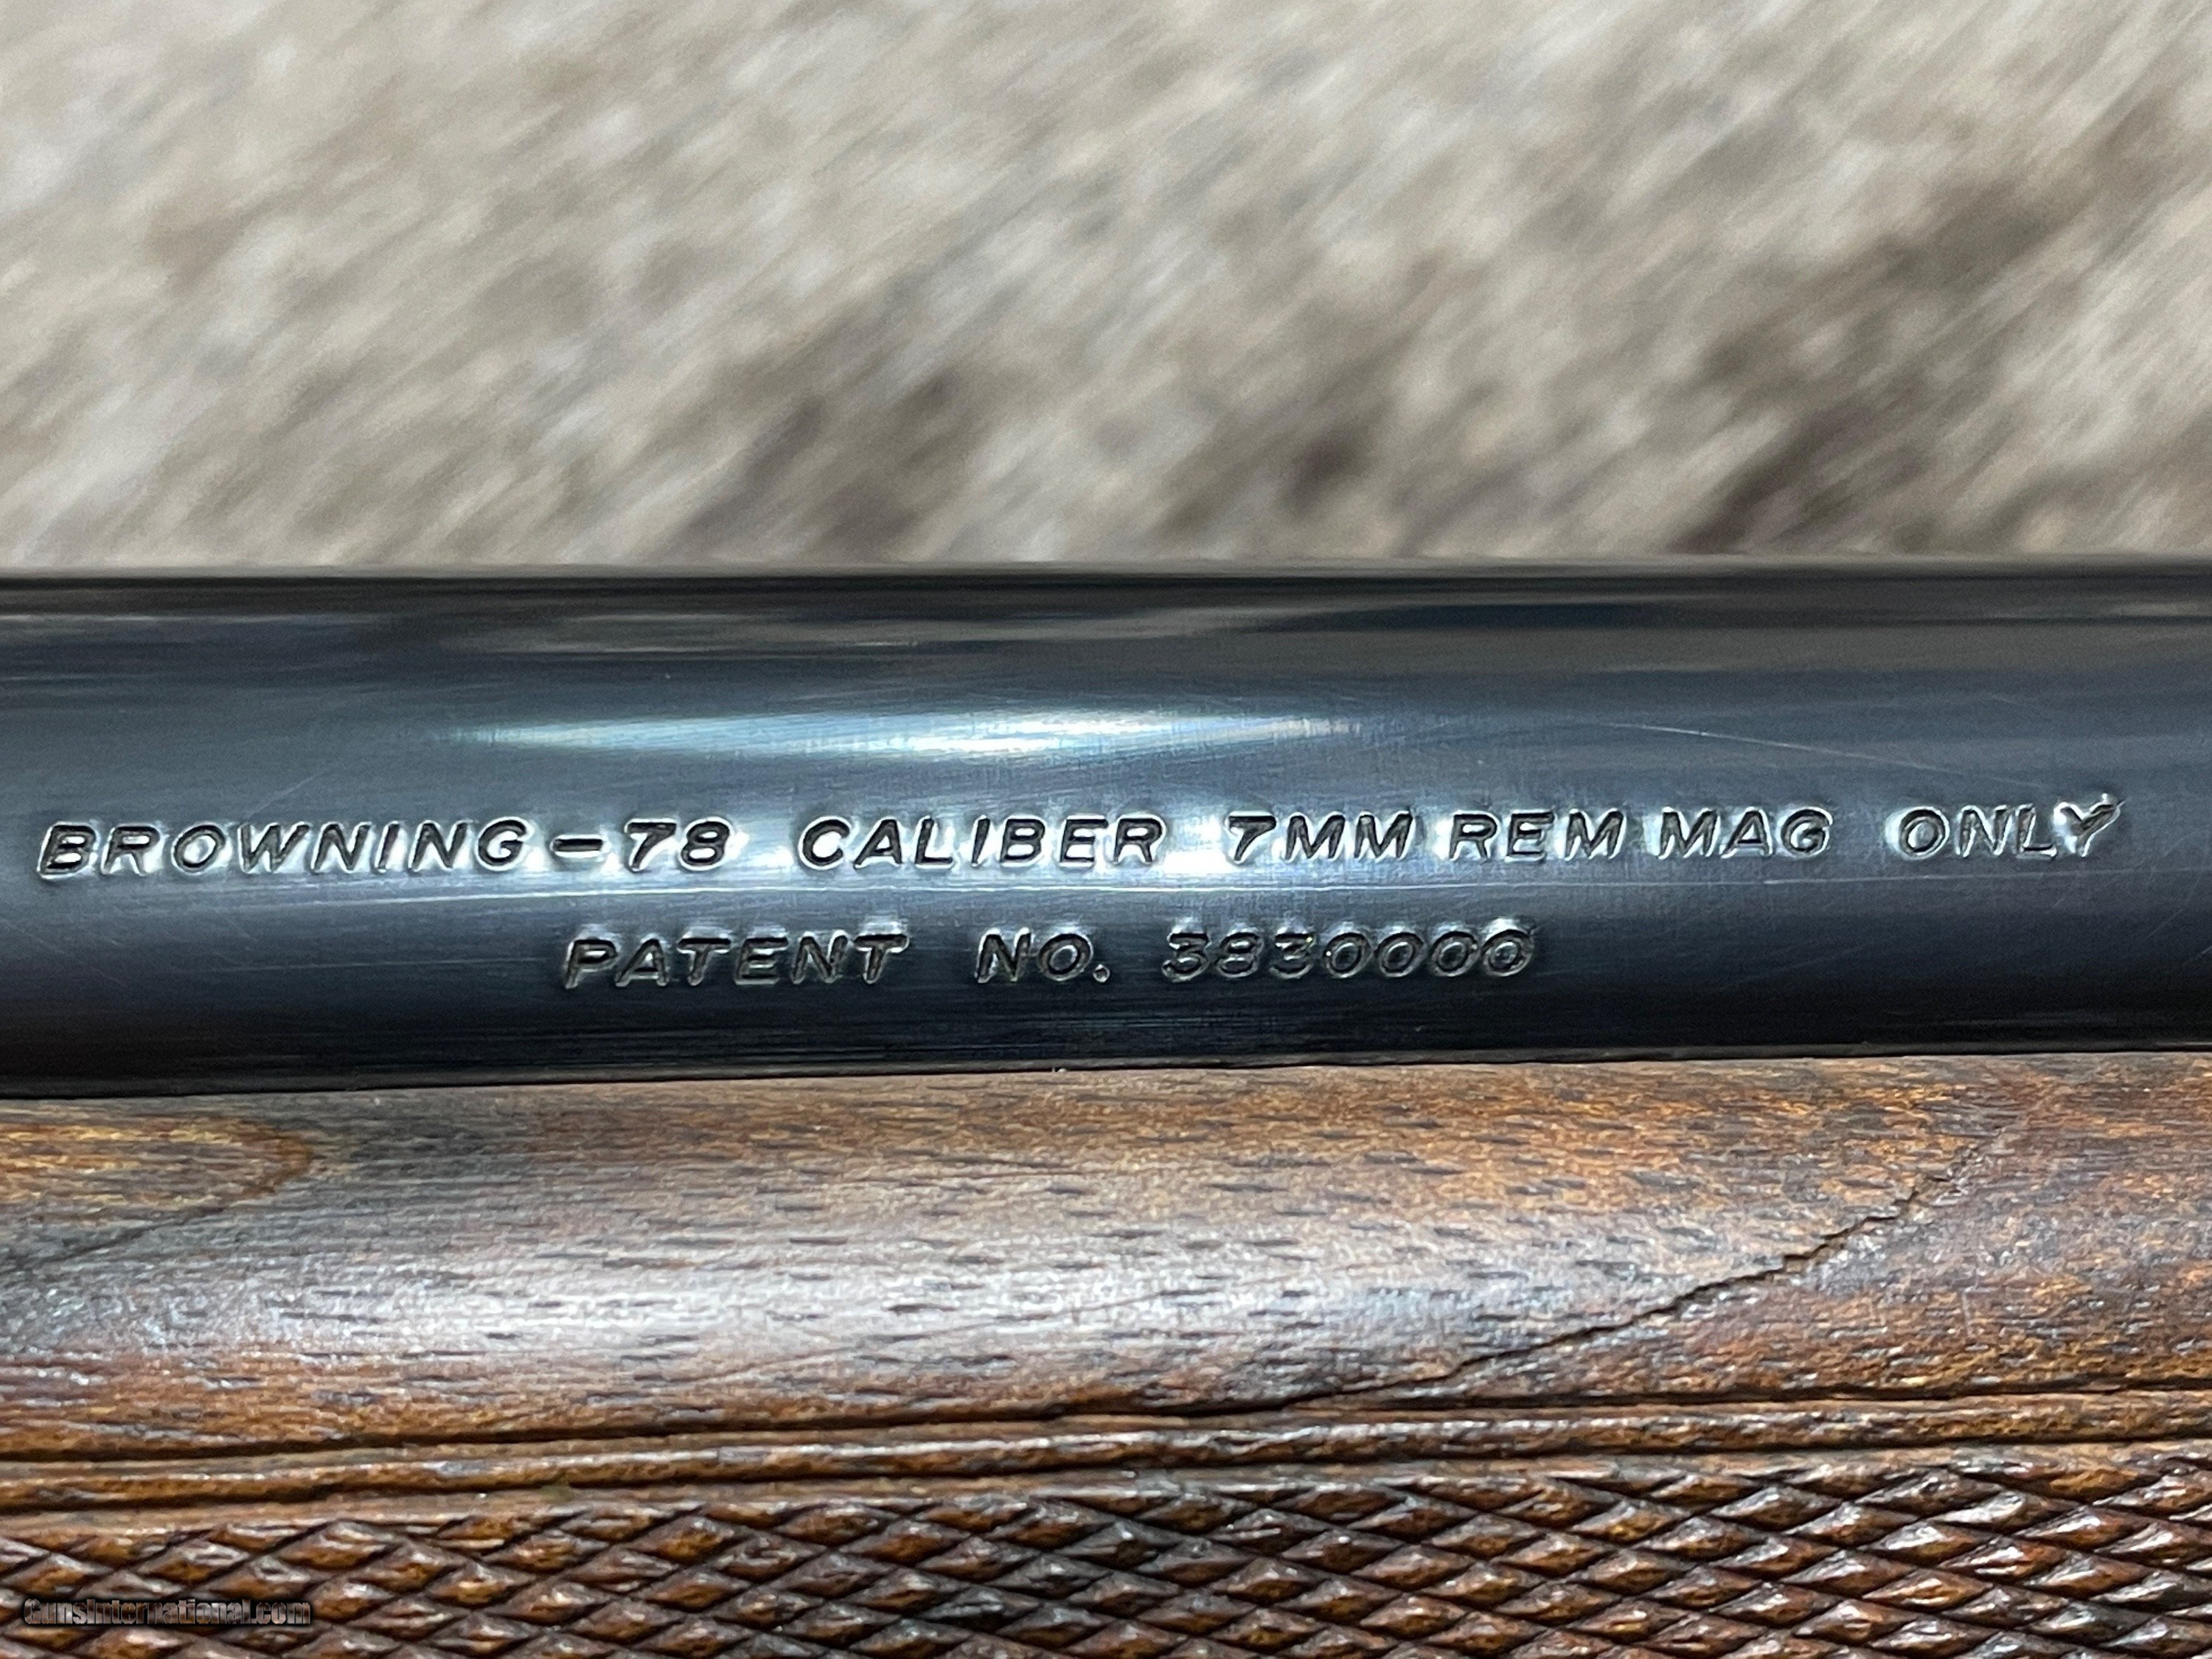 BROWNING-78 CALIBER 7MM REM MAG ONLY
PATENT NO. 3830000
GunsInternational.com